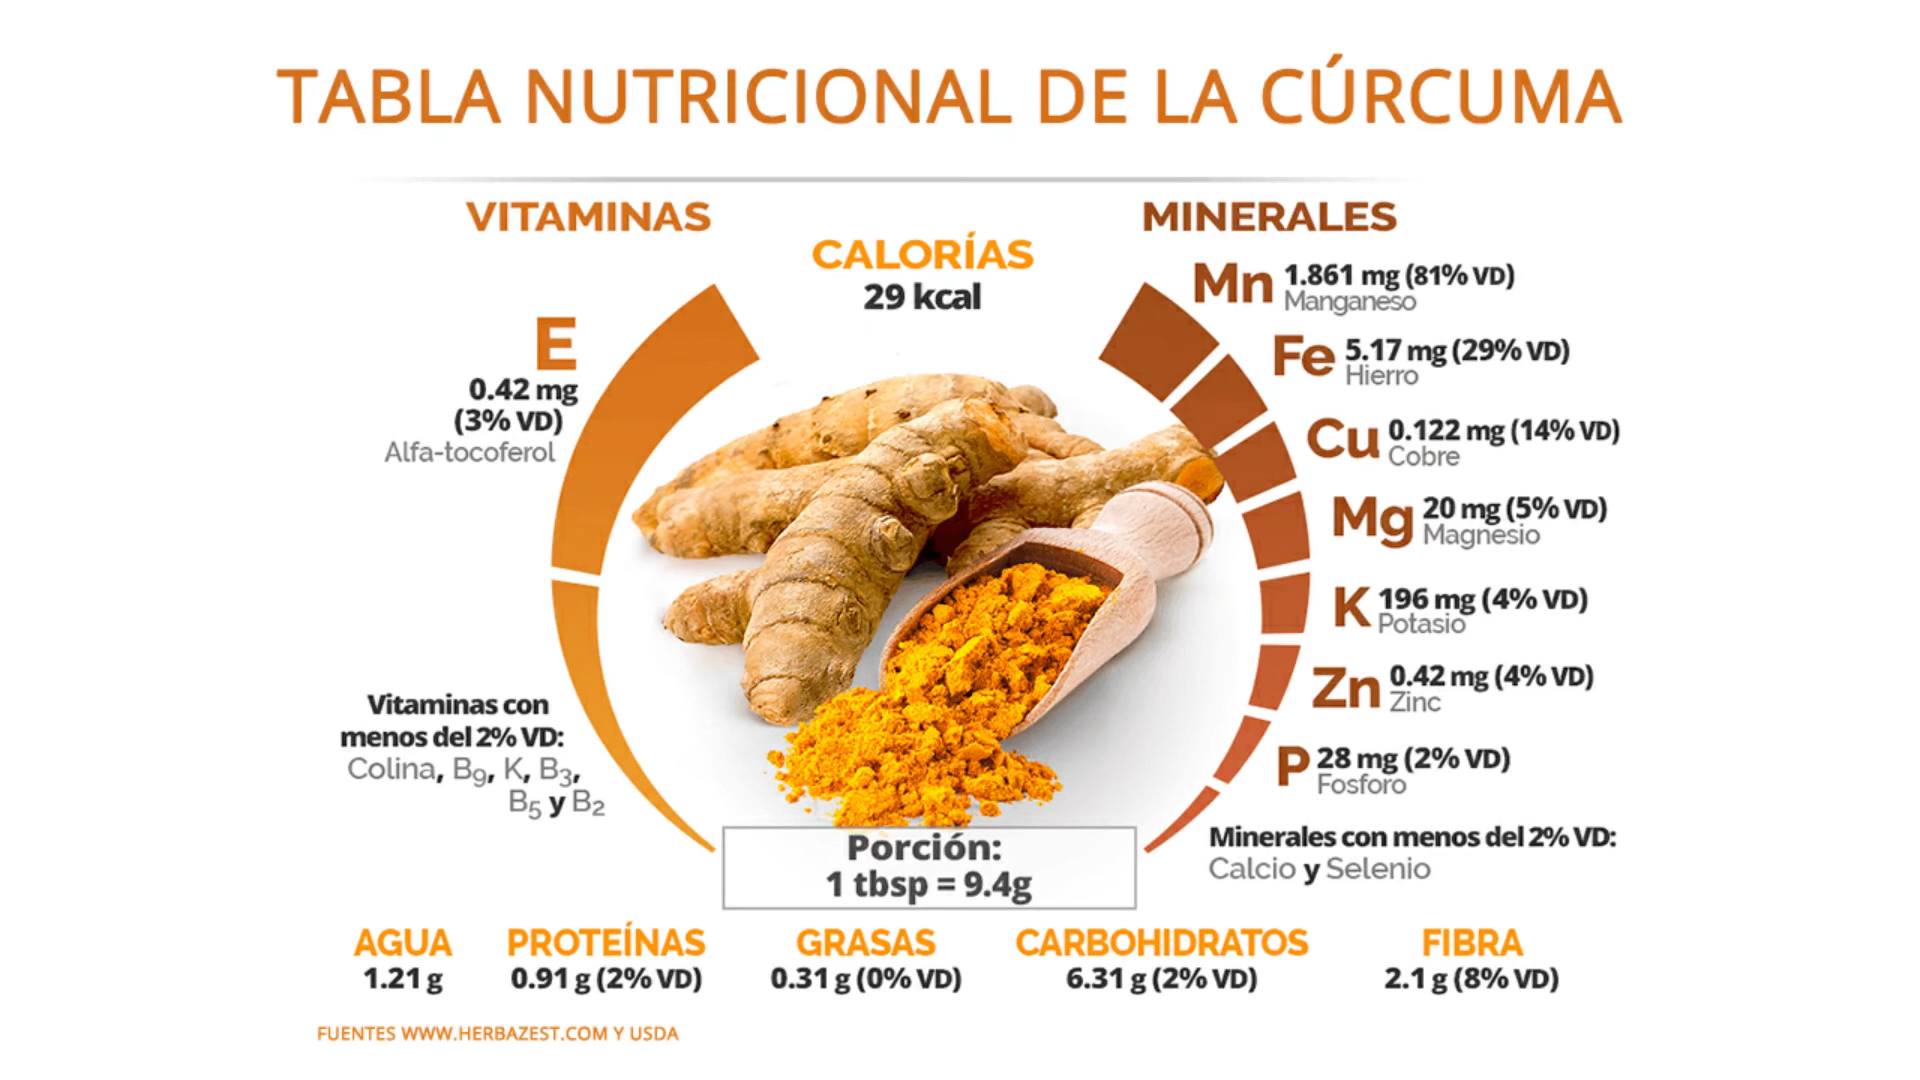 TABLA NUTRICIONAL DE LA CÚRCUMA
VITAMINAS
E
0.42 mg
(3% VD)
Alfa-tocoferol
Vitaminas con
menos del 2% VD:
Colina, B9, K, B3,
B5 y B2
CALORÍAS
29 kcal
MINERALES
Mn 1.861 mg (81% VD)
Manganeso
Fe 5.17 mg (29% VD)
Hierro
Cu 0.122 mg (14% VD)
Cobre
Mg 20 mg (5% VD)
Magnesio
K 196 mg (4% VD)
Potasio
Zn 0.42 mg (4% VD)
Zinc
P 28 mg (2% VD)
Fosforo
Minerales con menos del 2% VD:
Calcio y Selenio
Porción:
1 tbsp = 9.4g
AGUA
1.21 g
PROTEÍNAS
0.91 g (2% VD)
GRASAS
0.31 g (0% VD)
CARBOHIDRATOS
6.31 g (2% VD)
FIBRA
2.1 g (8% VD)
FUENTES WWW.HERBAZEST.COM Y USDA